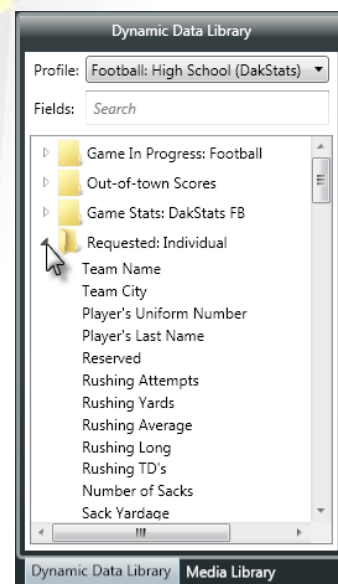 Dynamic Data Library
Profile: Football: High School (DakStats)
Fields: Search
Game In Progress: Football
Out-of-town Scores
Game Stats: DakStats FB
Requested: Individual
Team Name
Team City
Player's Uniform Number
Player's Last Name
Reserved
Rushing Attempts
Rushing Yards
Rushing Average
Rushing Long
Rushing TD's
Number of Sacks
Sack Yardage
Dynamic Data Library Media Library